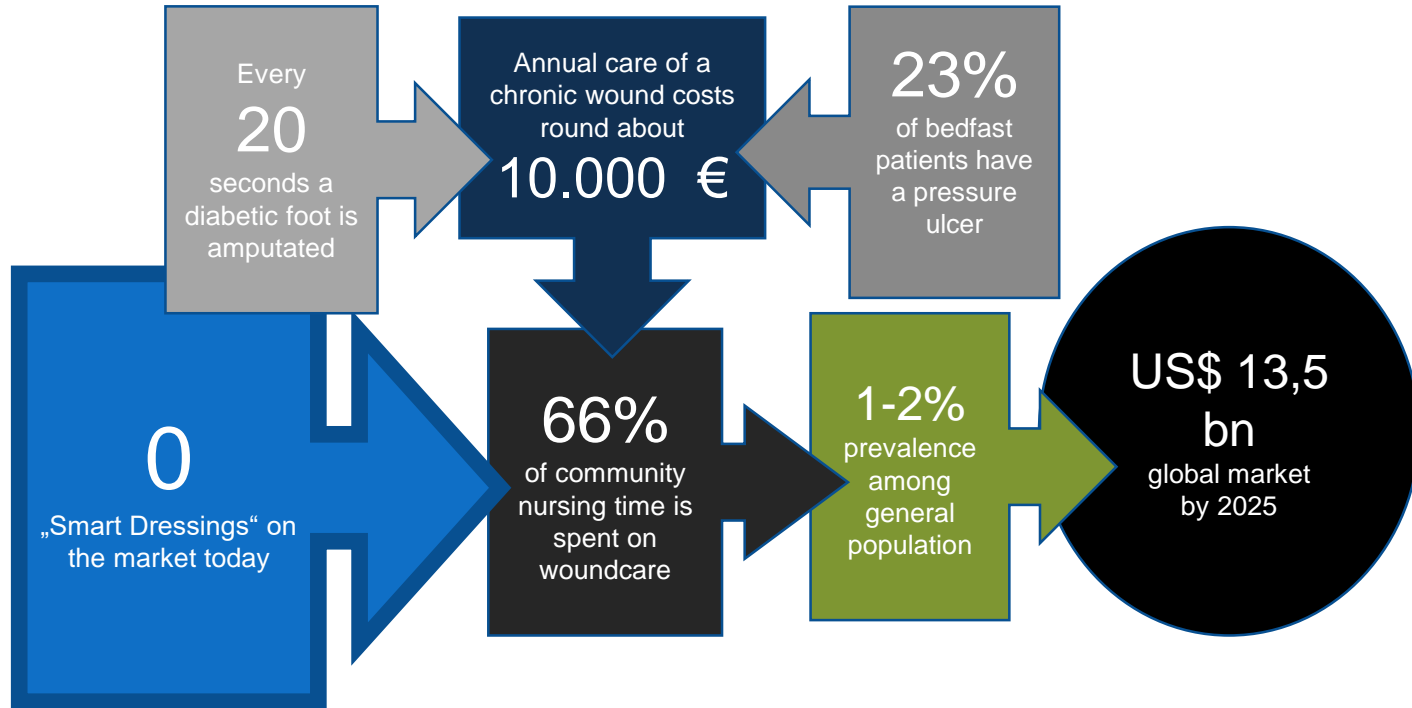 Every
20
seconds a
diabetic foot is
amputated
Annual care of a
chronic wound costs
round about
10.000 €
23%
of bedfast
patients have
a pressure
ulcer
0
„Smart Dressings“ on
the market today
66%
of community
nursing time is
spent on
woundcare
1-2%
prevalence
among
general
population
US$ 13,5
bn
global market
by 2025